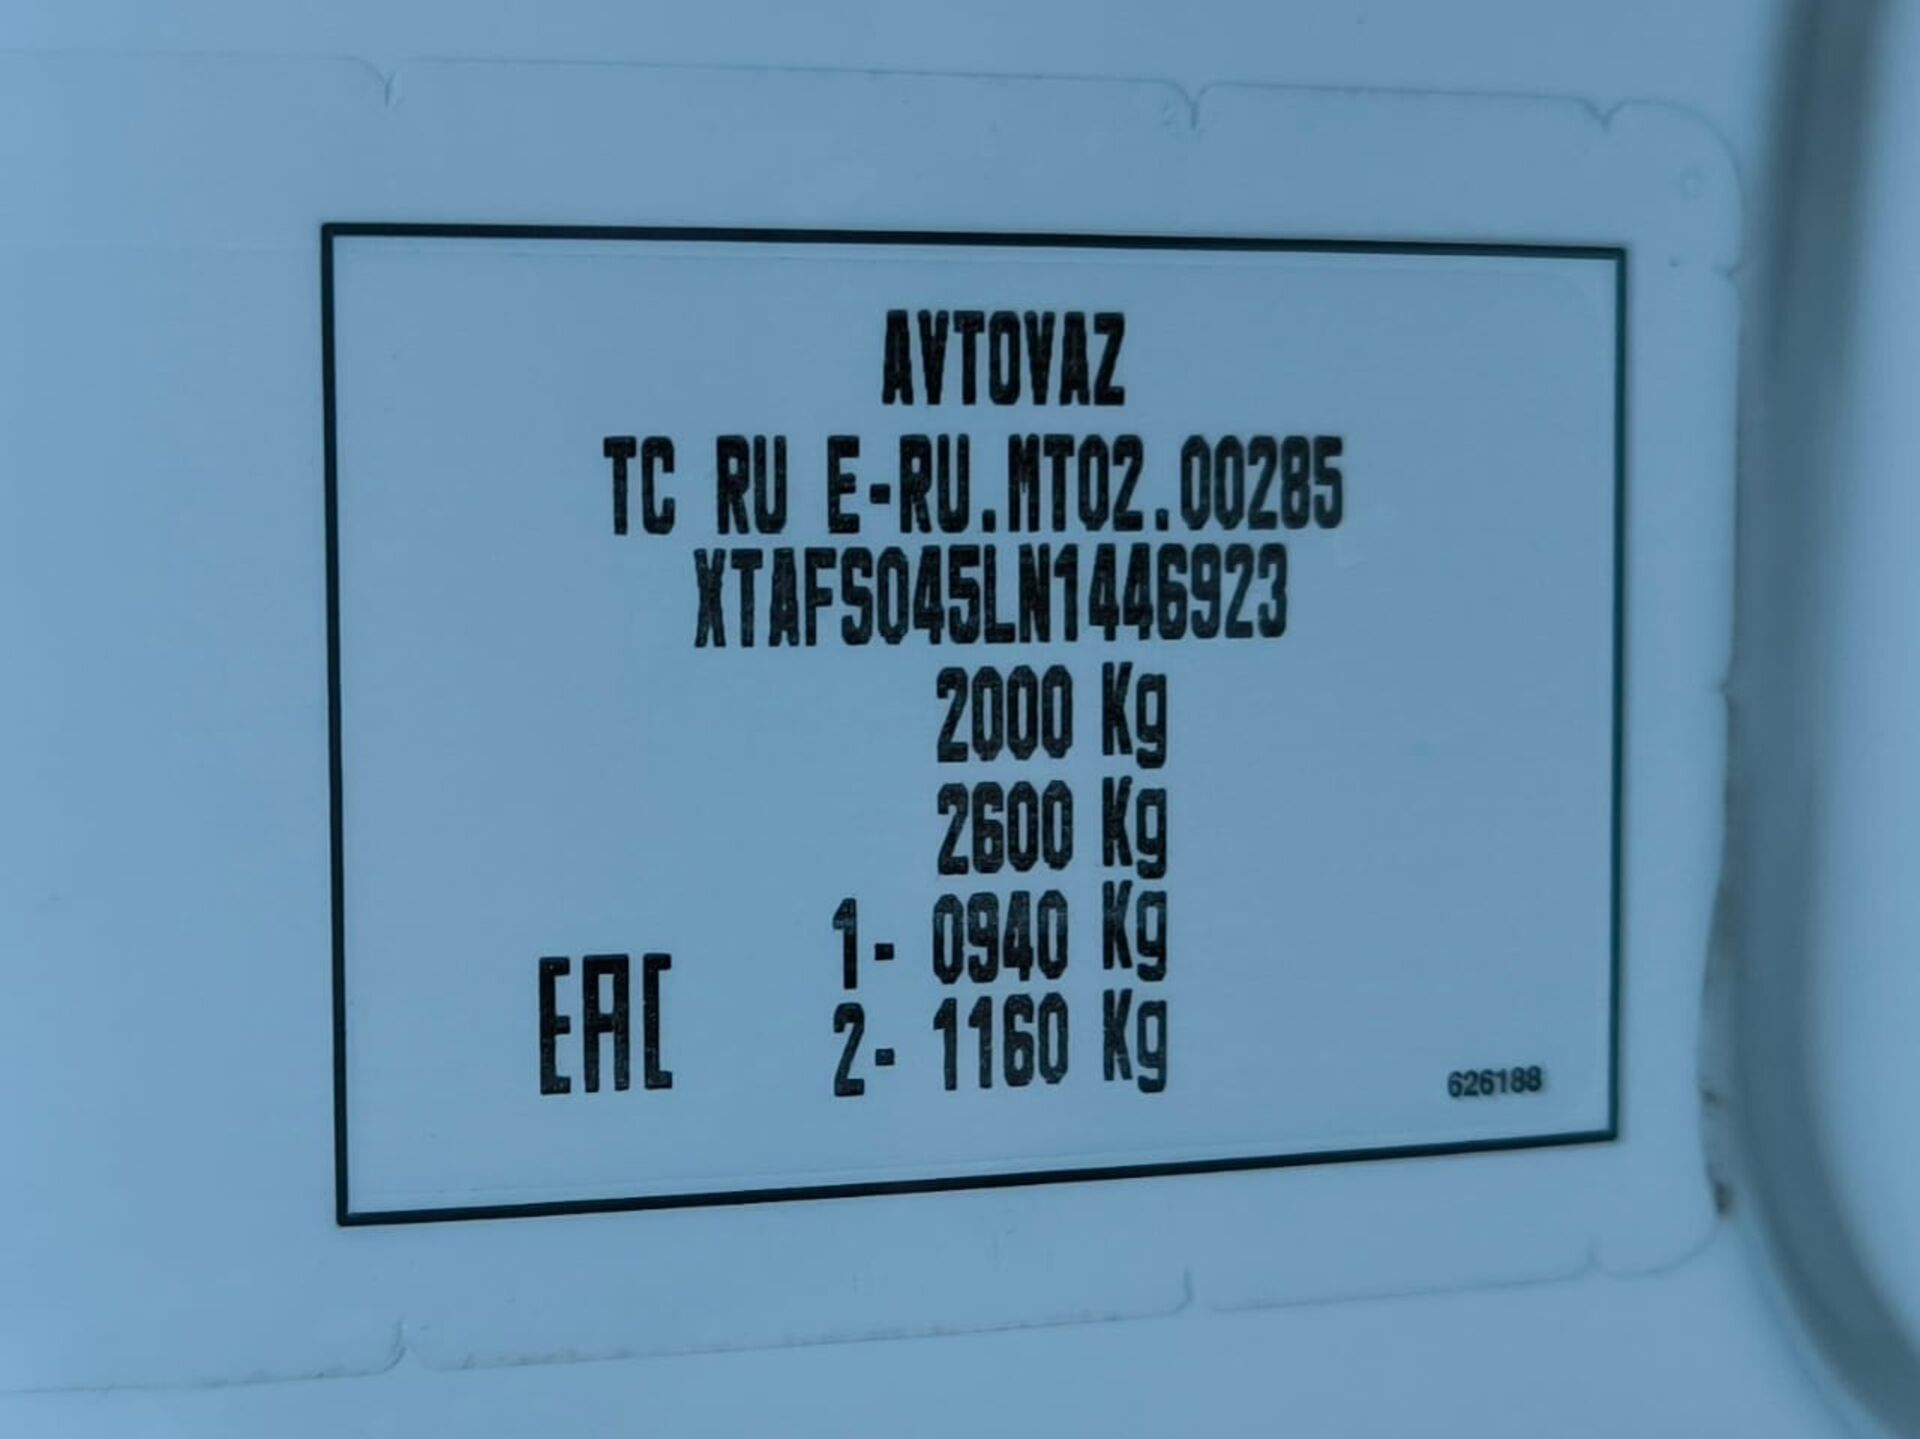 AVTOVAZ
TC RU E-RU.MT02.00285
XTAFS045LN1446923
2000 Kg
2600 Kg
1- 0940 Kg
2- 1160 Kg
EAC
626188